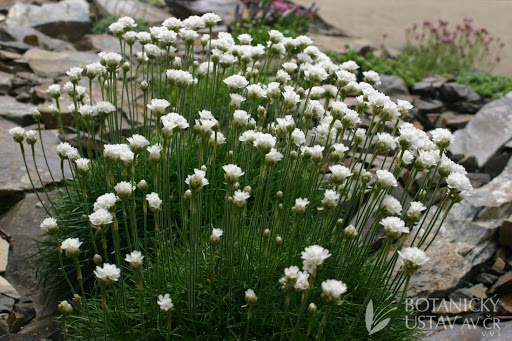 BOTANICKÝ
ÚSTAV AV ČR
v.v.i.